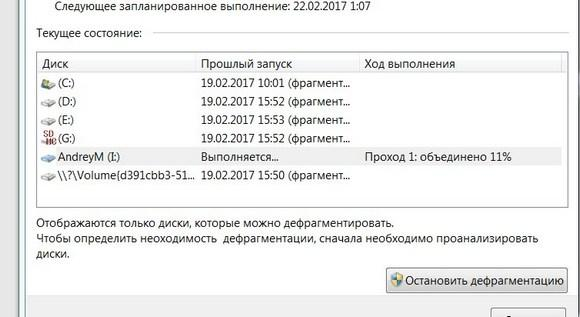 Следующее запланированное выполнение: 22.02.2017 1:07
Текущее состояние:
Диск Прошлый запуск Ход выполнения
(C:) 19.02.2017 10:01 (фрагмент...
(D:) 19.02.2017 15:52 (фрагмент...
(E:) 19.02.2017 15:53 (фрагмент...
(G:) 19.02.2017 15:52 (фрагмент...
AndreyM (I:) Выполняется... Проход 1: объединено 11%
\\?\Volume{d391cbb3-51... 19.02.2017 15:50 (фрагмент...
Отображаются только диски, которые можно дефрагментировать.
Чтобы определить неоходимость дефрагментации, сначала необходимо проанализировать
диски.
Остановить дефрагментацию